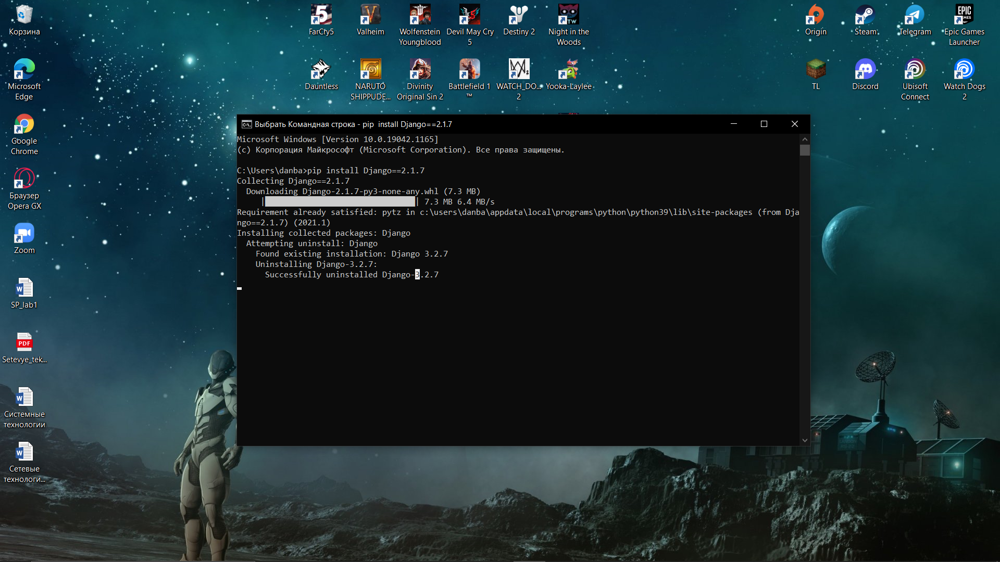 Корзина
FarCry5
Valheim
Wolfenstein
Youngblood
Devil May Cry
5
Destiny 2
Night in the
Woods
Origin
Steam
Telegram
Epic Games
Launcher
Microsoft
Edge
Dauntless
NARUTO
SHIPPUDE...
Divinity
Original Sin 2
Battlefield 1
™
WATCH_DO...
2
Yooka-Laylee
TL
Discord
Ubisoft
Connect
Watch Dogs
2
Google
Chrome
Браузер
Opera GX
Zoom
SP_lab1
PDF
Setevye_tek...
Системные
технологии
Сетевые
технологи...
Выбрать Командная строка - pip  install Django==2.1.7
Microsoft Windows [Version 10.0.19042.1165]
(c) Корпорация Майкрософт (Microsoft Corporation). Все права защищены.
C:\Users\danba>pip install Django==2.1.7
Collecting Django==2.1.7
Downloading Django-2.1.7-py3-none-any.whl (7.3 MB)
| | 7.3 MB 6.4 MB/s
Requirement already satisfied: pytz in c:\users\danba\appdata\local\programs\python\python39\lib\site-packages (from Dja
ngo==2.1.7) (2021.1)
Installing collected packages: Django
Attempting uninstall: Django
Found existing installation: Django 3.2.7
Uninstalling Django-3.2.7:
Successfully uninstalled Django-3.2.7